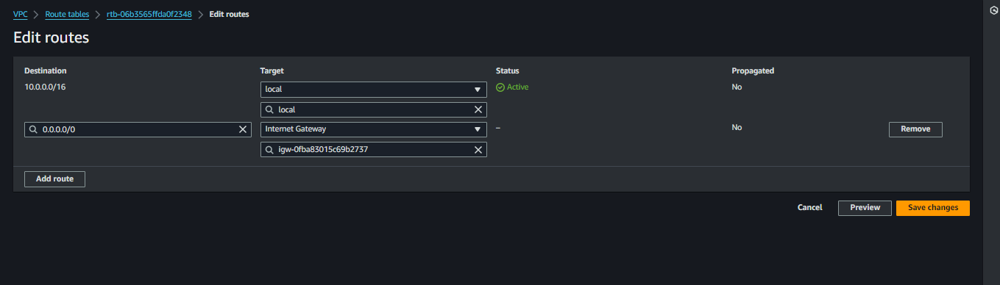 VPC > Route tables > rtb-06b3565ffda0f2348 > Edit routes
Edit routes
Destination Target Status Propagated
10.0.0.0/16 local Active No
local
0.0.0.0/0 Internet Gateway – No Remove
igw-0fba83015c69b2737
Add route
Cancel Preview Save changes